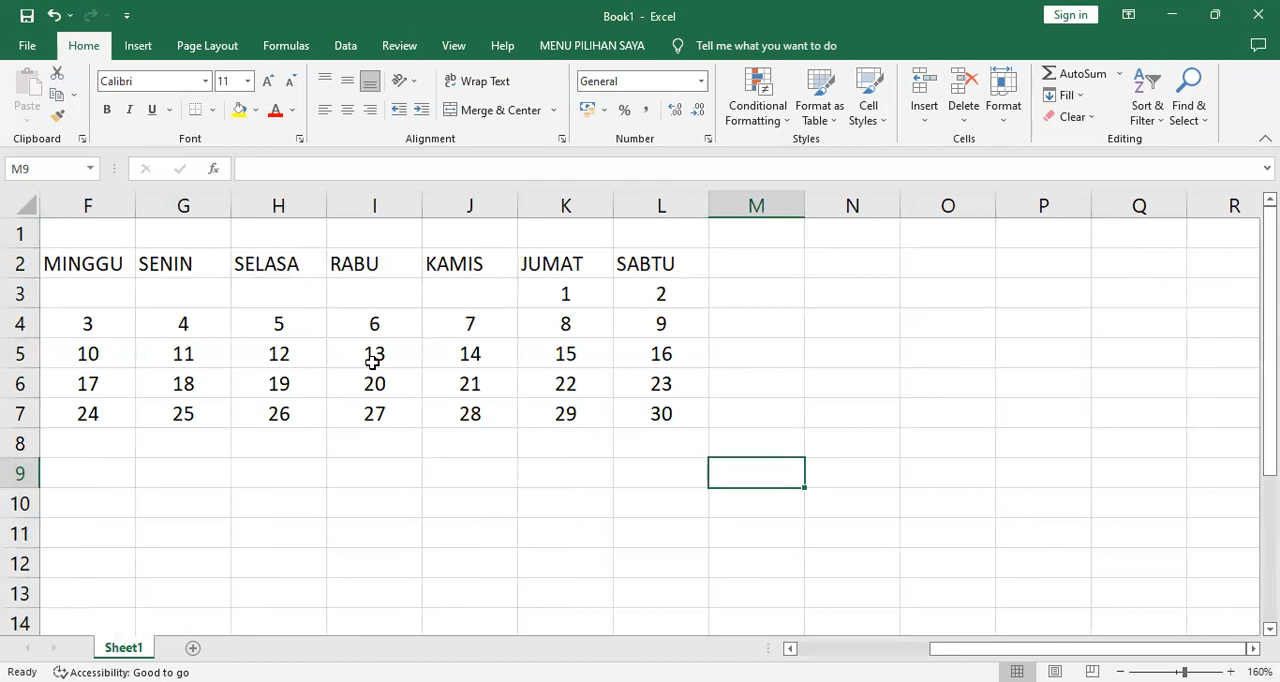 Book1 - Excel
Sign in
File Home Insert Page Layout Formulas Data Review View Help MENU PILIHAN SAYA Tell me what you want to do
Paste
Calibri 11
B I U
Wrap Text
Merge & Center
General
Conditional Formatting
Format as Table
Cell Styles
Insert
Delete
Format
AutoSum
Fill
Clear
Sort & Filter
Find & Select
Clipboard Font Alignment Number Styles Cells Editing
M9 fx
F G H I J K L M N O P Q R
1
2 MINGGU SENIN SELASA RABU KAMIS JUMAT SABTU
3 1 2
4 3 4 5 6 7 8 9
5 10 11 12 13 14 15 16
6 17 18 19 20 21 22 23
7 24 25 26 27 28 29 30
8
9
10
11
12
13
14
Sheet1
Ready Accessibility: Good to go 160%